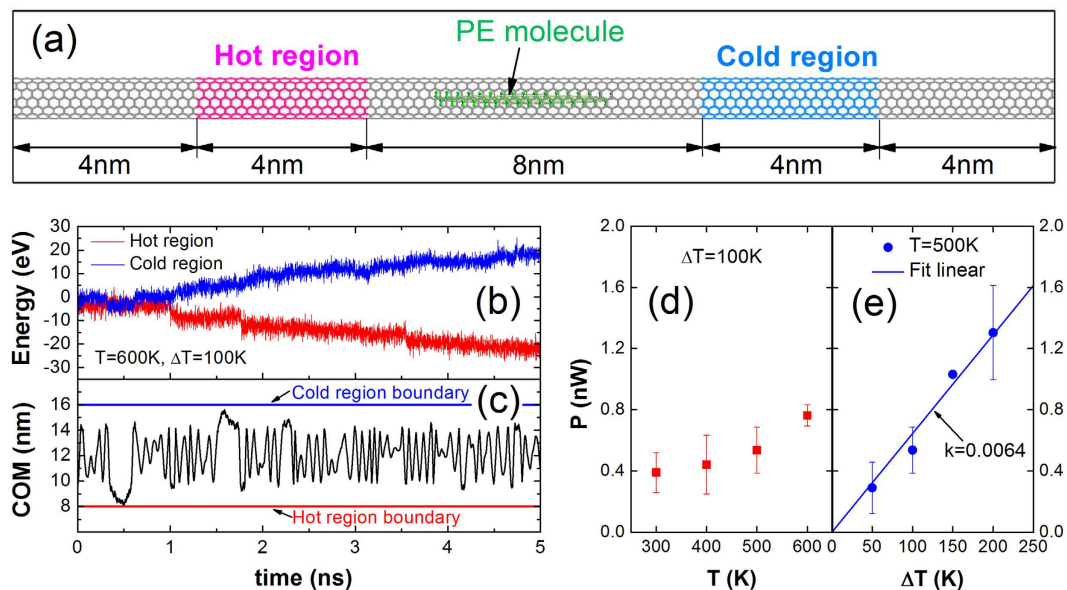 (a)
PE molecule
Hot region
Cold region
4nm
4nm
8nm
4nm
4nm
Energy (eV)
30
20
10
0
-10
-20
-30
Hot region
Cold region
(b)
T=600K, ΔT=100K
COM (nm)
16
14
12
10
8
Cold region boundary
(c)
Hot region boundary
0
1
2
3
4
5
time (ns)
P (nW)
2.0
1.6
1.2
0.8
0.4
0.0
ΔT=100K
(d)
300
400
500
600
T (K)
T=500K
Fit linear
(e)
k=0.0064
2.0
1.6
1.2
0.8
0.4
0.0
0
50
100
150
200
250
ΔT (K)